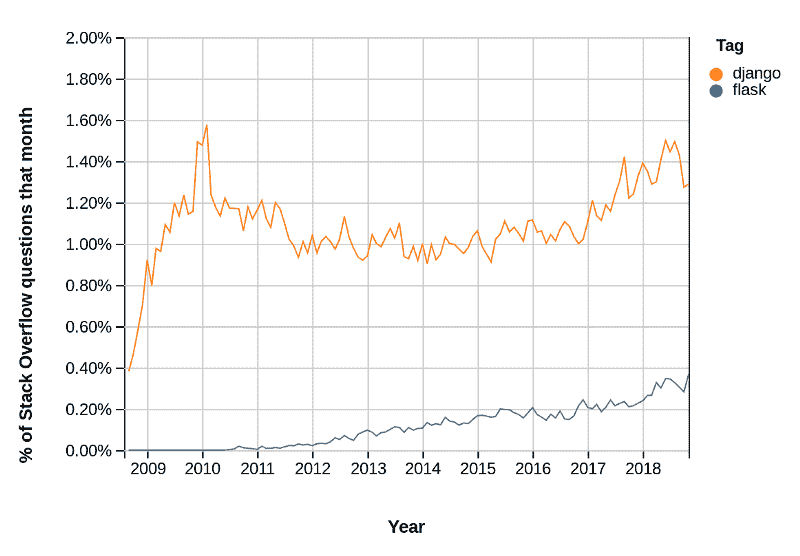 2.00%
1.80%
1.60%
1.40%
1.20%
1.00%
0.80%
0.60%
0.40%
0.20%
0.00%
% of Stack Overflow questions that month
2009 2010 2011 2012 2013 2014 2015 2016 2017 2018
Year
Tag
django
flask